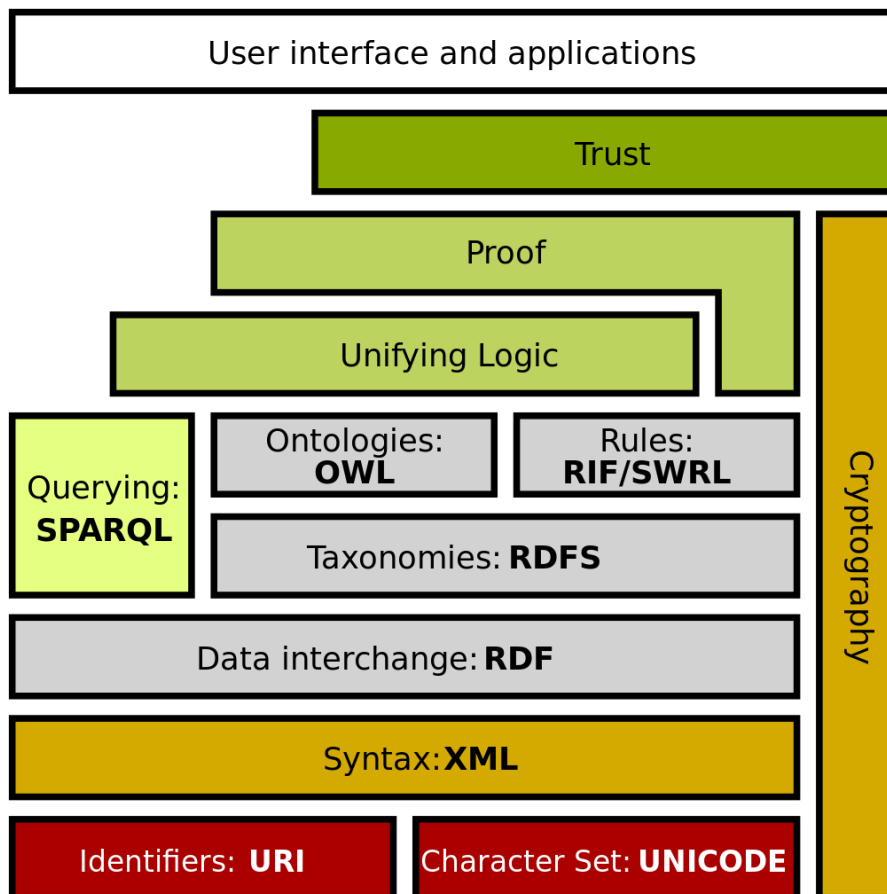 User interface and applications
Trust
Proof
Unifying Logic
Querying:
SPARQL
Ontologies:
OWL
Rules:
RIF/SWRL
Taxonomies: RDFS
Cryptography
Data interchange: RDF
Syntax: XML
Identifiers: URI
Character Set: UNICODE